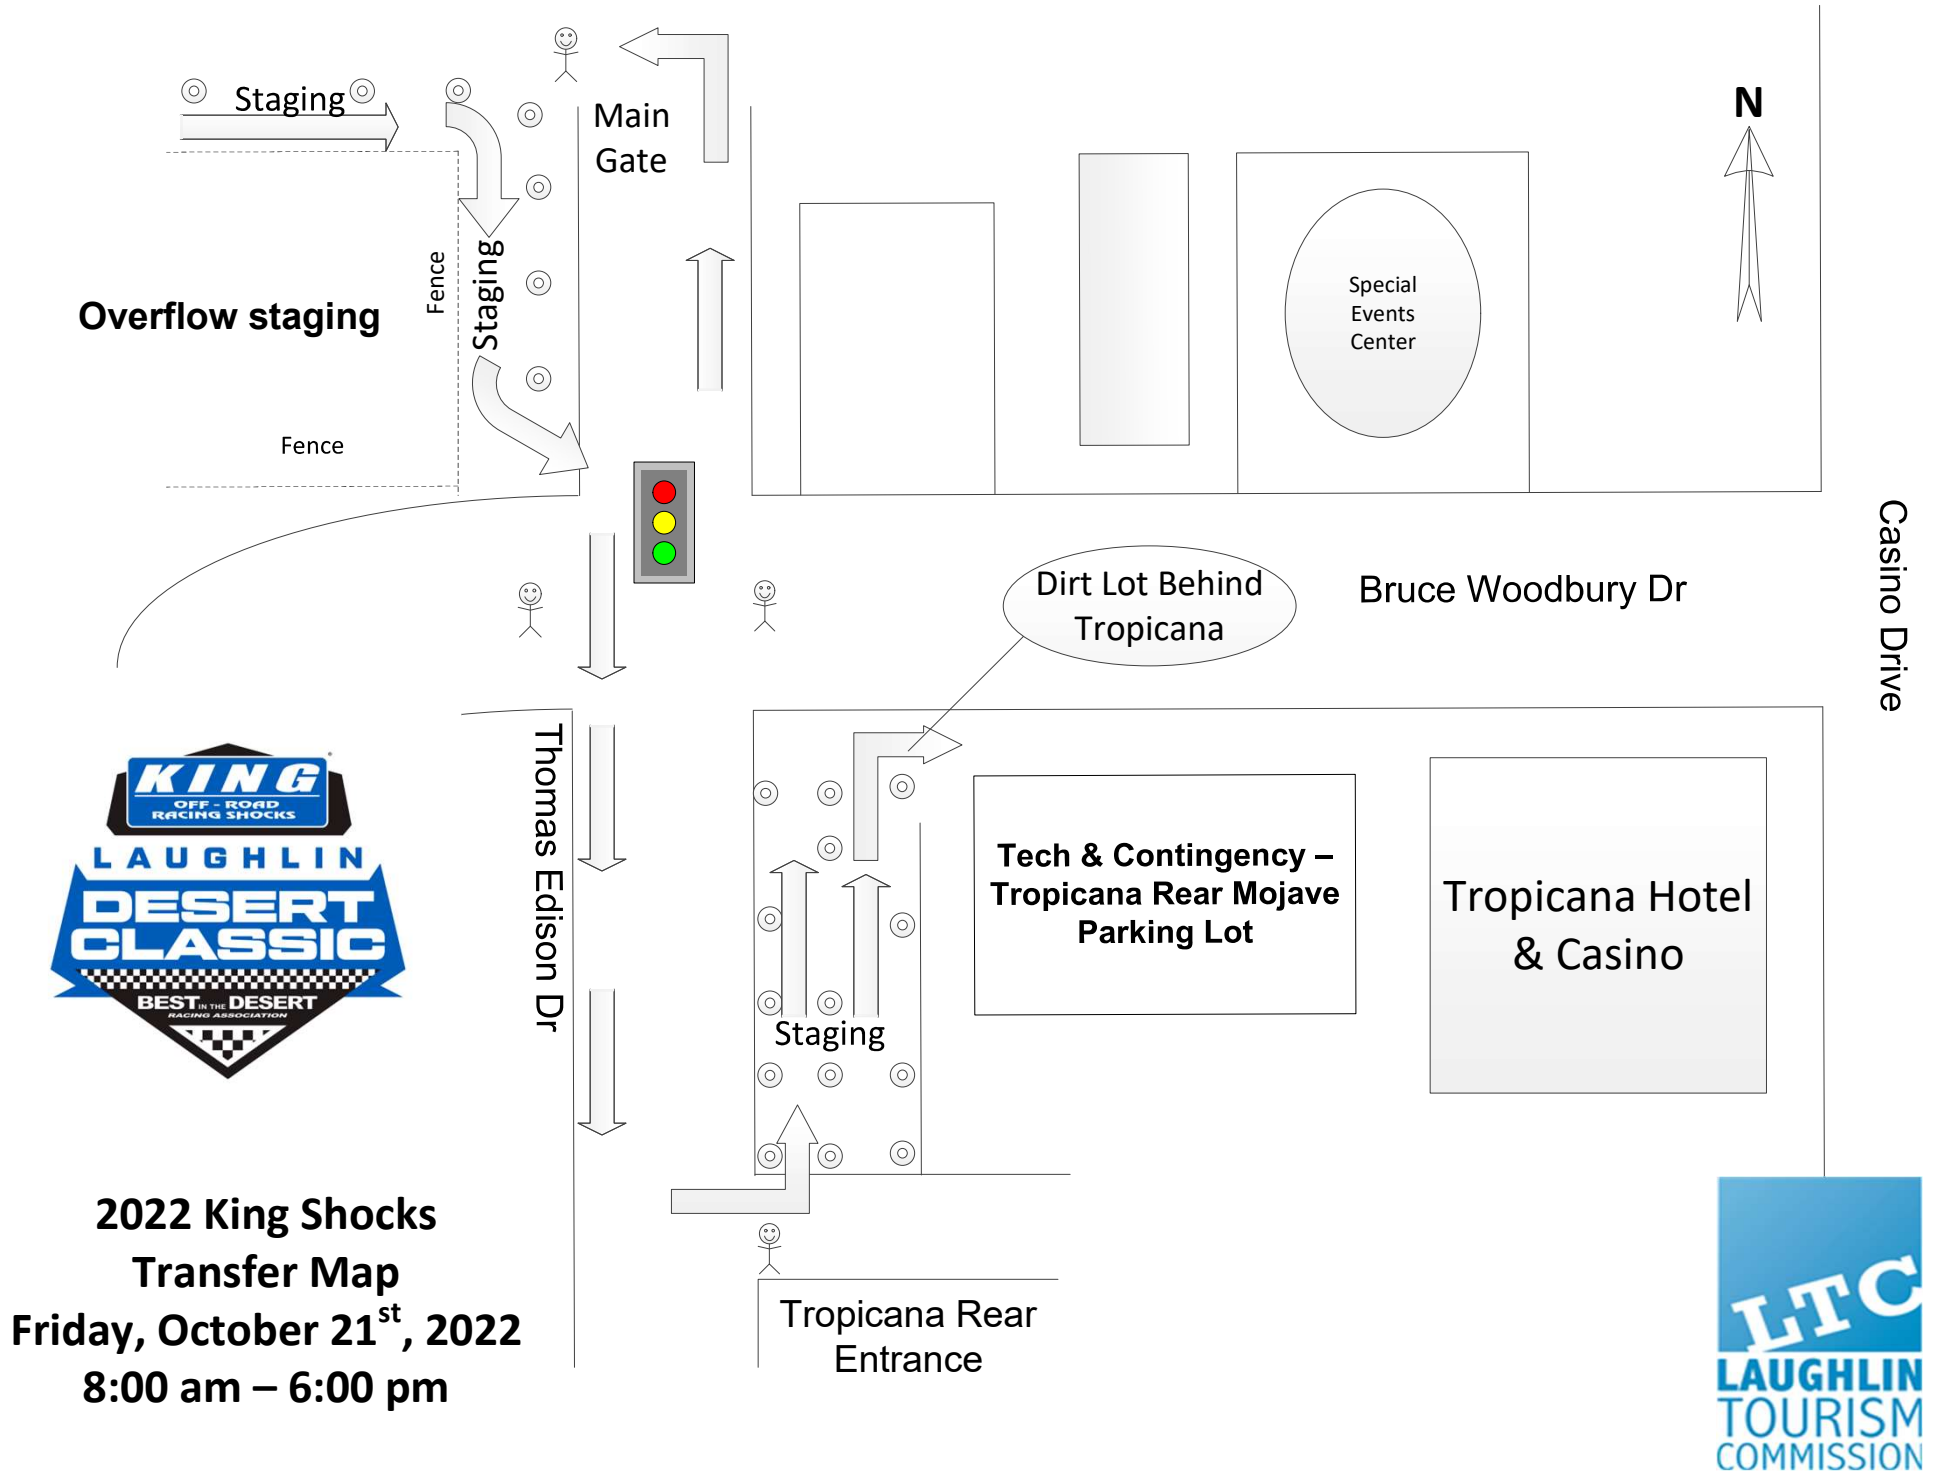 Staging
Main
Gate
N
Staging
Fence
Overflow staging
Fence
Special
Events
Center
Casino Drive
Dirt Lot Behind
Tropicana
Bruce Woodbury Dr
Thomas Edison Dr
KING
OFF - ROAD
RACING SHOCKS
LAUGHLIN
DESERT
CLASSIC
BEST IN THE DESERT
RACING ASSOCIATION
Tech & Contingency –
Tropicana Rear Mojave
Parking Lot
Tropicana Hotel
& Casino
Staging
2022 King Shocks
Transfer Map
Friday, October 21st, 2022
8:00 am – 6:00 pm
Tropicana Rear
Entrance
LTC
LAUGHLIN
TOURISM
COMMISSION